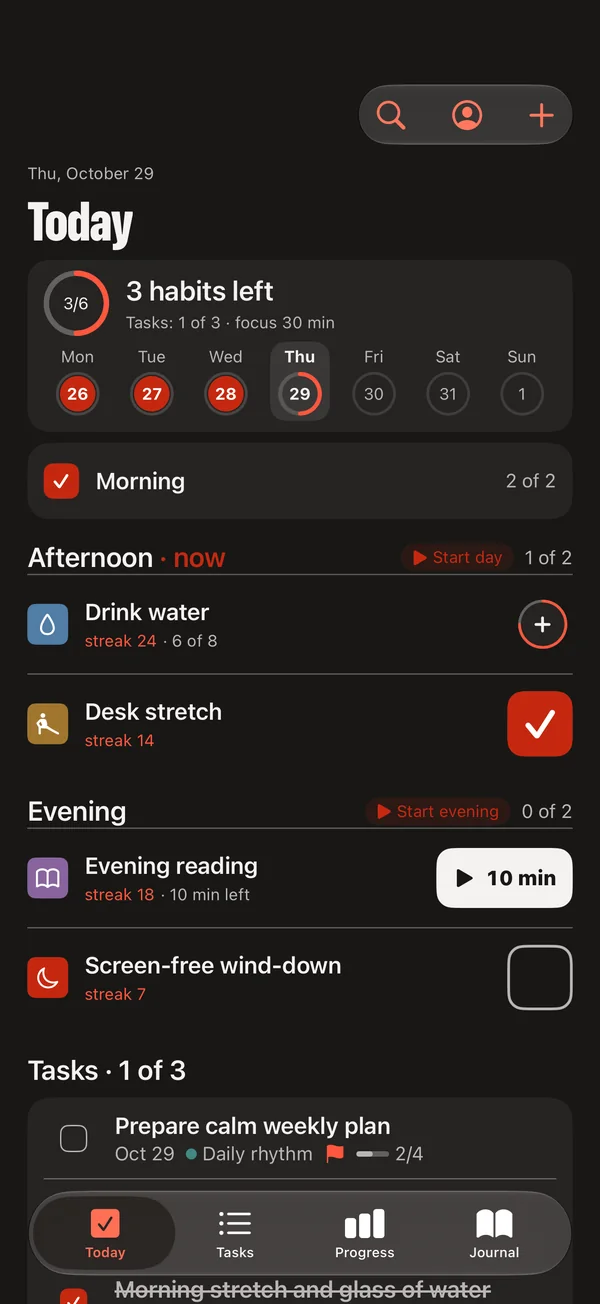 Thu, October 29
Today
3/6
3 habits left
Tasks: 1 of 3 · focus 30 min
Mon Tue Wed Thu Fri Sat Sun
26 27 28 29 30 31 1
Morning 2 of 2
Afternoon · now Start day 1 of 2
Drink water
streak 24 · 6 of 8
Desk stretch
streak 14
Evening Start evening 0 of 2
Evening reading
streak 18 · 10 min left
10 min
Screen-free wind-down
streak 7
Tasks · 1 of 3
Prepare calm weekly plan
Oct 29 Daily rhythm 2/4
Today Tasks Progress Journal
Morning stretch and glass of water